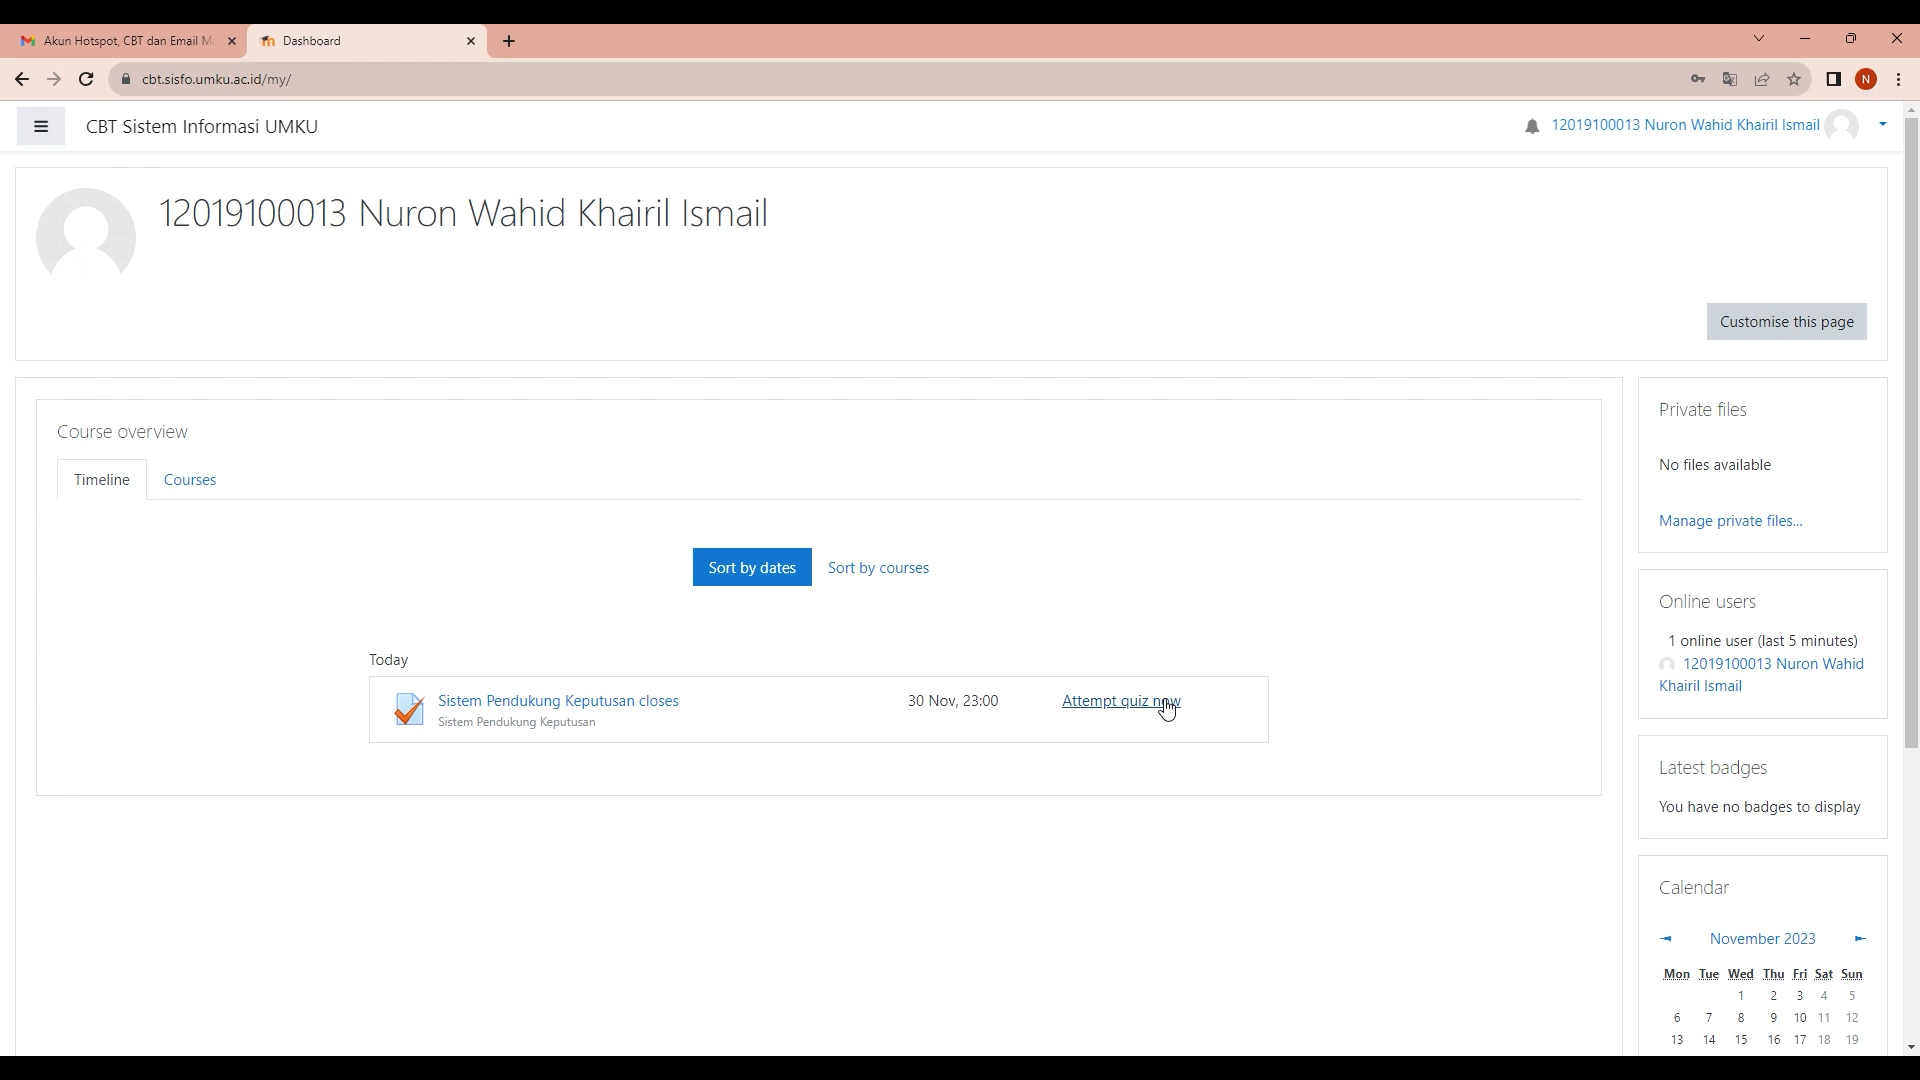 Akun Hotspot, CBT dan Email M
Dashboard
cbt.sisfo.umku.ac.id/my/
N
CBT Sistem Informasi UMKU
12019100013 Nuron Wahid Khairil Ismail
12019100013 Nuron Wahid Khairil Ismail
Customise this page
Course overview
Timeline
Courses
Sort by dates
Sort by courses
Today
Sistem Pendukung Keputusan closes
30 Nov, 23:00
Attempt quiz now
Sistem Pendukung Keputusan
Private files
No files available
Manage private files...
Online users
1 online user (last 5 minutes)
12019100013 Nuron Wahid
Khairil Ismail
Latest badges
You have no badges to display
Calendar
◄ November 2023 ►
Mon Tue Wed Thu Fri Sat Sun
1 2 3 4 5
6 7 8 9 10 11 12
13 14 15 16 17 18 19